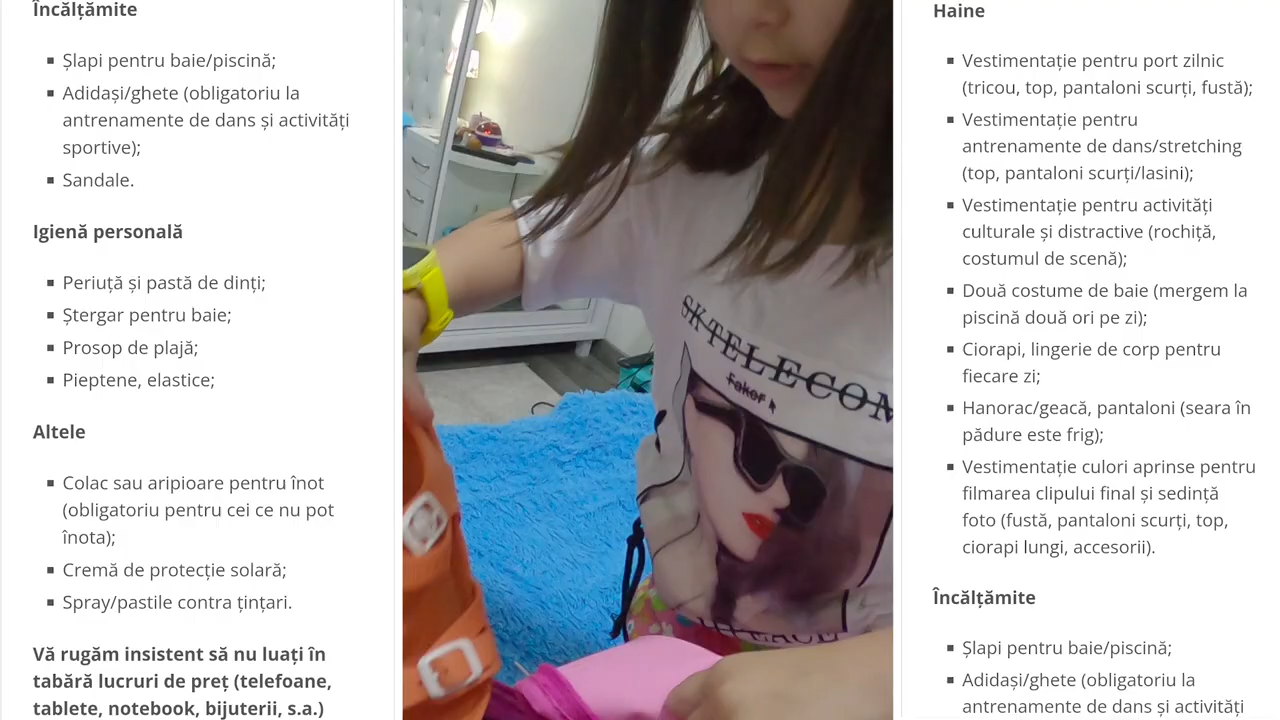 Încălțămite
Șlapi pentru baie/piscină;
Adidași/ghete (obligatoriu la
antrenamente de dans și activități
sportive);
Sandale.
Igienă personală
Periuță și pastă de dinți;
Ștergar pentru baie;
Prosop de plajă;
Pieptene, elastice;
Altele
Colac sau aripioare pentru înot
(obligatoriu pentru cei ce nu pot
înota);
Cremă de protecție solară;
Spray/pastile contra țințari.
Vă rugăm insistent să nu luați în
tabără lucruri de preț (telefoane,
tablete, notebook, bijuterii, s.a.)
SKTELECOM
Faker
Haine
Vestimentație pentru port zilnic
(tricou, top, pantaloni scurți, fustă);
Vestimentație pentru
antrenamente de dans/stretching
(top, pantaloni scurți/lasini);
Vestimentație pentru activități
culturale și distractive (rochiță,
costumul de scenă);
Două costume de baie (mergem la
piscină două ori pe zi);
Ciorapi, lingerie de corp pentru
fiecare zi;
Hanorac/geacă, pantaloni (seara în
pădure este frig);
Vestimentație culori aprinse pentru
filmarea clipului final și sedință
foto (fustă, pantaloni scurți, top,
ciorapi lungi, accesorii).
Încălțămite
Șlapi pentru baie/piscină;
Adidași/ghete (obligatoriu la
antrenamente de dans și activități